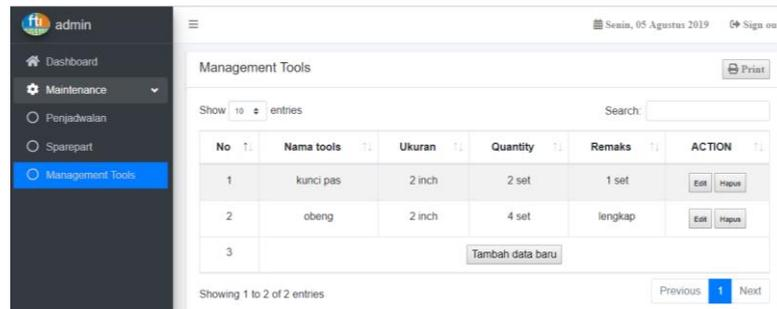 fti admin
Senin, 05 Agustus 2019 Sign ou
Dashboard
Maintenance
Penjadwalan
Sparepart
Management Tools
Management Tools Print
Show 10 entries Search:
No Nama tools Ukuran Quantity Remaks ACTION
1 kunci pas 2 inch 2 set 1 set Edit Hapus
2 obeng 2 inch 4 set lengkap Edit Hapus
3 Tambah data baru
Showing 1 to 2 of 2 entries Previous 1 Next